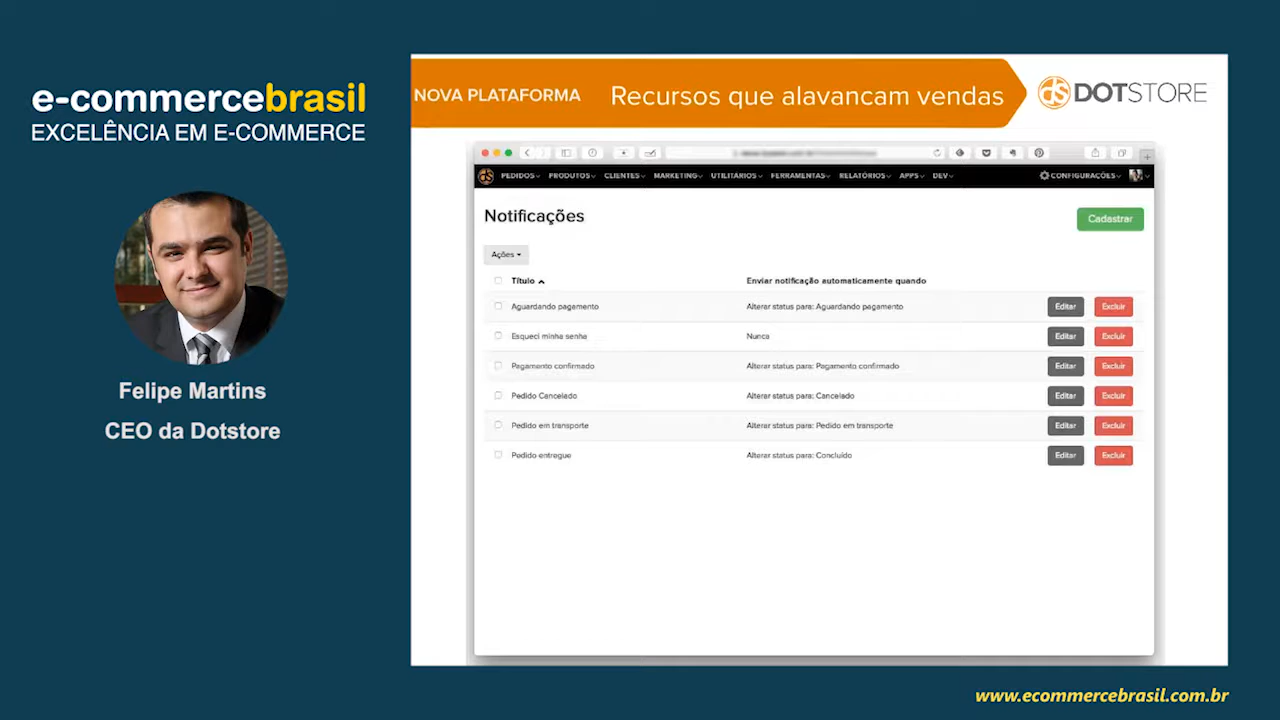 e-commercebrasil
EXCELÊNCIA EM E-COMMERCE
Felipe Martins
CEO da Dotstore
NOVA PLATAFORMA Recursos que alavancam vendas
DOTSTORE
PEDIDOS PRODUTOS CLIENTES MARKETING UTILITÁRIOS FERRAMENTAS RELATÓRIOS APPS DEV CONFIGURAÇÕES
Notificações
Cadastrar
Ações
Título Enviar notificação automaticamente quando
Aguardando pagamento Alterar status para: Aguardando pagamento Editar Excluir
Esqueci minha senha Nunca Editar Excluir
Pagamento confirmado Alterar status para: Pagamento confirmado Editar Excluir
Pedido Cancelado Alterar status para: Cancelado Editar Excluir
Pedido em transporte Alterar status para: Pedido em transporte Editar Excluir
Pedido entregue Alterar status para: Concluído Editar Excluir
www.ecommercebrasil.com.br